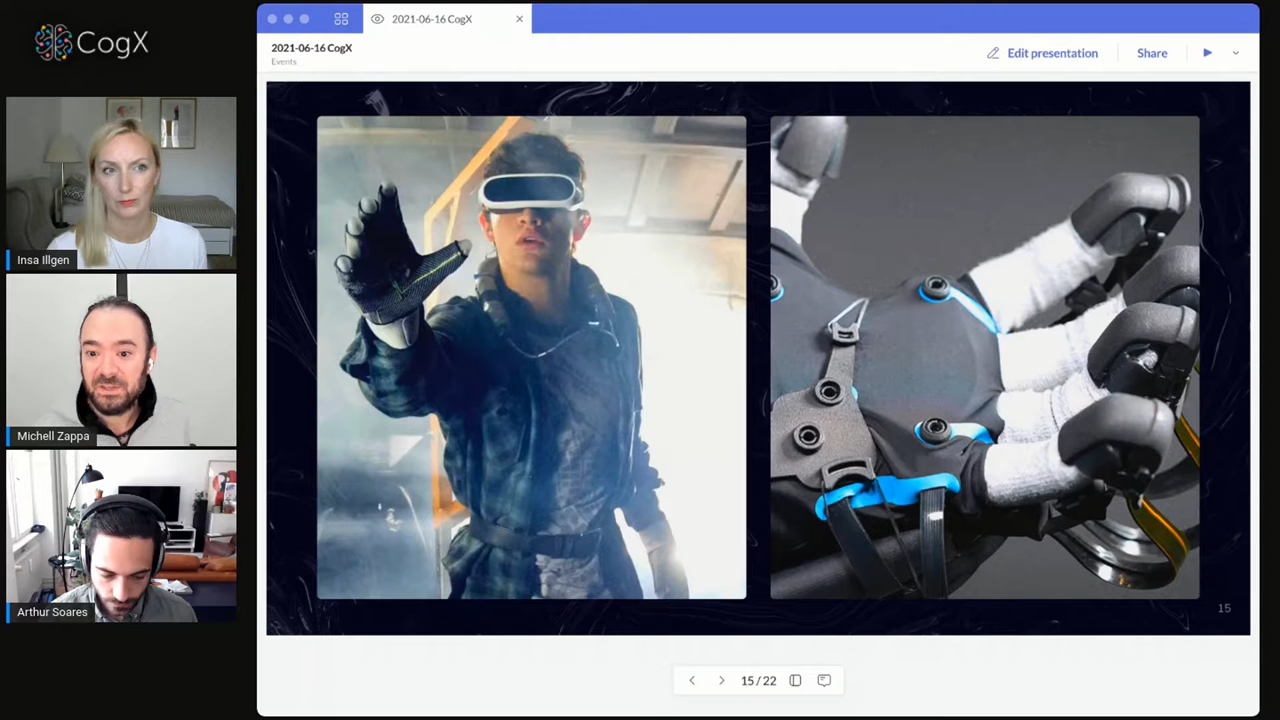 CogX
Insa Illgen
Michell Zappa
Arthur Soares
2021-06-16 CogX
2021-06-16 CogX
Events
Edit presentation
Share
15
15 / 22